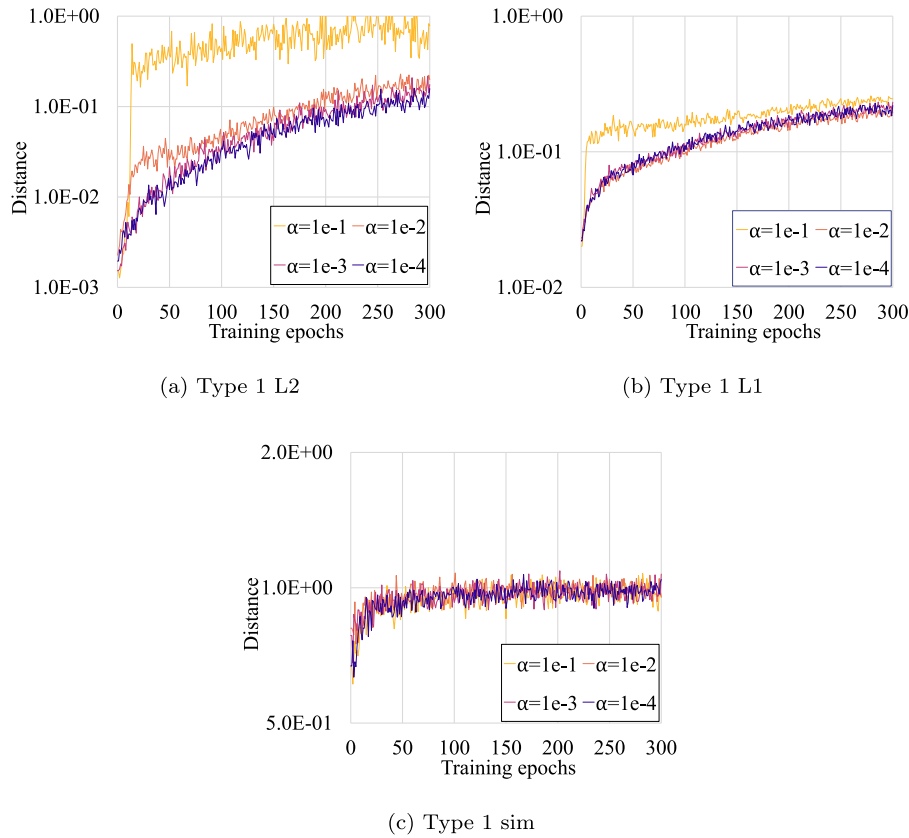 1.0E+00
1.0E-01
1.0E-02
1.0E-03
Distance
α=1e-1 α=1e-2
α=1e-3 α=1e-4
0 50 100 150 200 250 300
Training epochs
(a) Type 1 L2
1.0E+00
1.0E-01
1.0E-02
Distance
α=1e-1 α=1e-2
α=1e-3 α=1e-4
0 50 100 150 200 250 300
Training epochs
(b) Type 1 L1
2.0E+00
1.0E+00
5.0E-01
Distance
α=1e-1 α=1e-2
α=1e-3 α=1e-4
0 50 100 150 200 250 300
Training epochs
(c) Type 1 sim